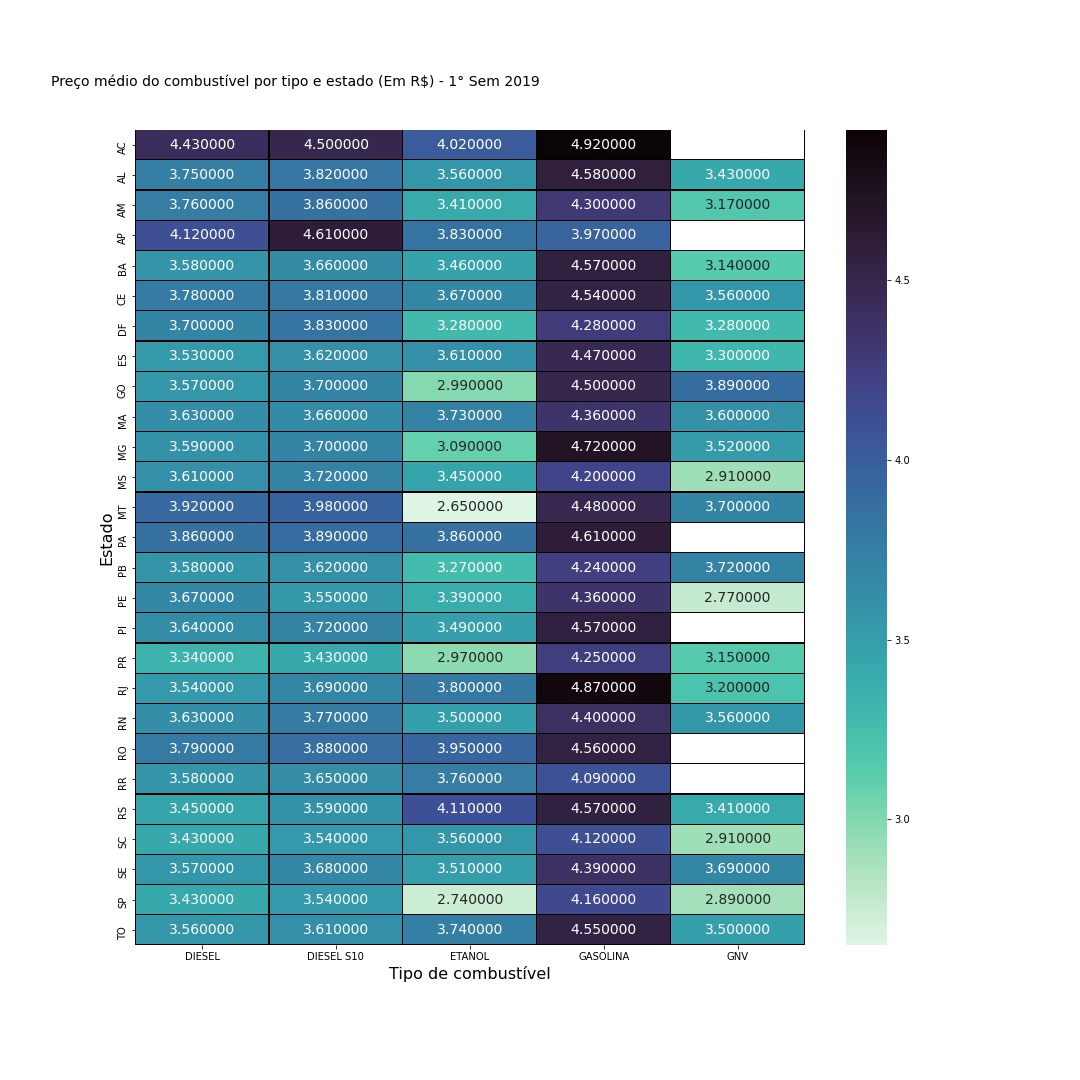 Preço médio do combustível por tipo e estado (Em R$) - 1° Sem 2019
AC 4.430000 4.500000 4.020000 4.920000
AL 3.750000 3.820000 3.560000 4.580000 3.430000
AM 3.760000 3.860000 3.410000 4.300000 3.170000
AP 4.120000 4.610000 3.830000 3.970000
BA 3.580000 3.660000 3.460000 4.570000 3.140000
CE 3.780000 3.810000 3.670000 4.540000 3.560000
DF 3.700000 3.830000 3.280000 4.280000 3.280000
ES 3.530000 3.620000 3.610000 4.470000 3.300000
GO 3.570000 3.700000 2.990000 4.500000 3.890000
MA 3.630000 3.660000 3.730000 4.360000 3.600000
MG 3.590000 3.700000 3.090000 4.720000 3.520000
MS 3.610000 3.720000 3.450000 4.200000 2.910000
MT 3.920000 3.980000 2.650000 4.480000 3.700000
PA 3.860000 3.890000 3.860000 4.610000
PB 3.580000 3.620000 3.270000 4.240000 3.720000
PE 3.670000 3.550000 3.390000 4.360000 2.770000
PI 3.640000 3.720000 3.490000 4.570000
PR 3.340000 3.430000 2.970000 4.250000 3.150000
RJ 3.540000 3.690000 3.800000 4.870000 3.200000
RN 3.630000 3.770000 3.500000 4.400000 3.560000
RO 3.790000 3.880000 3.950000 4.560000
RR 3.580000 3.650000 3.760000 4.090000
RS 3.450000 3.590000 4.110000 4.570000 3.410000
SC 3.430000 3.540000 3.560000 4.120000 2.910000
SE 3.570000 3.680000 3.510000 4.390000 3.690000
SP 3.430000 3.540000 2.740000 4.160000 2.890000
TO 3.560000 3.610000 3.740000 4.550000 3.500000
Estado
DIESEL DIESEL S10 ETANOL GASOLINA GNV
Tipo de combustível
4.5
4.0
3.5
3.0